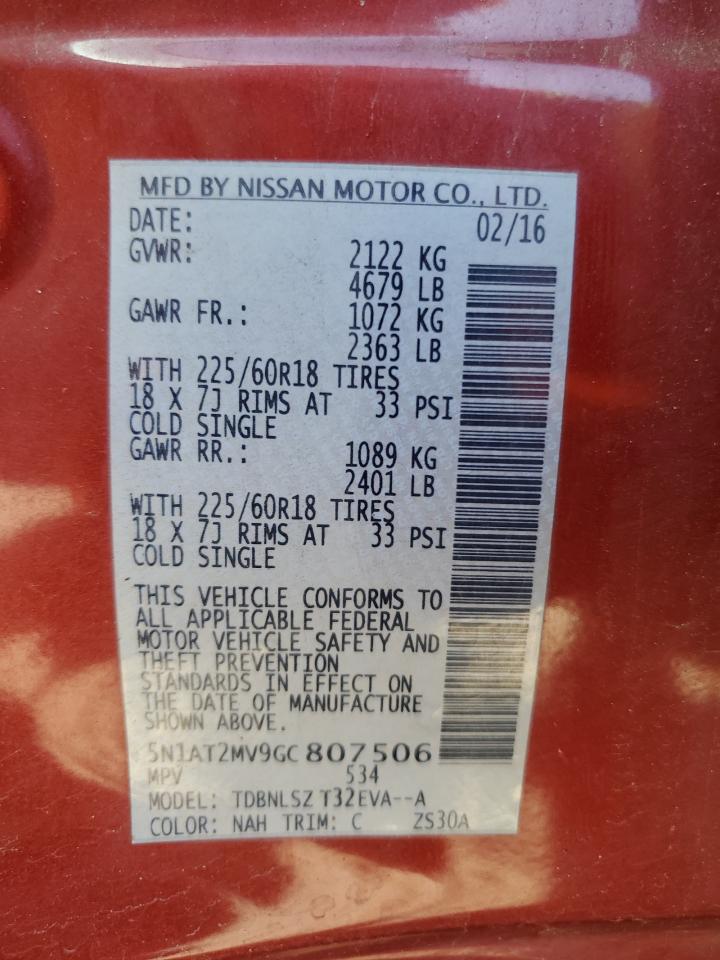 MFD BY NISSAN MOTOR CO., LTD.
DATE: 02/16
GVWR: 2122 KG
4679 LB
GAWR FR.: 1072 KG
2363 LB
WITH 225/60R18 TIRES
18 X 7J RIMS AT 33 PSI
COLD SINGLE
GAWR RR.: 1089 KG
2401 LB
WITH 225/60R18 TIRES
18 X 7J RIMS AT 33 PSI
COLD SINGLE
THIS VEHICLE CONFORMS TO
ALL APPLICABLE FEDERAL
MOTOR VEHICLE SAFETY AND
THEFT PREVENTION
STANDARDS IN EFFECT ON
THE DATE OF MANUFACTURE
SHOWN ABOVE.
5N1AT2MV9GC807506
MPV 534
MODEL: TDBNLSZ T32EVA--A
COLOR: NAH TRIM: C ZS30A